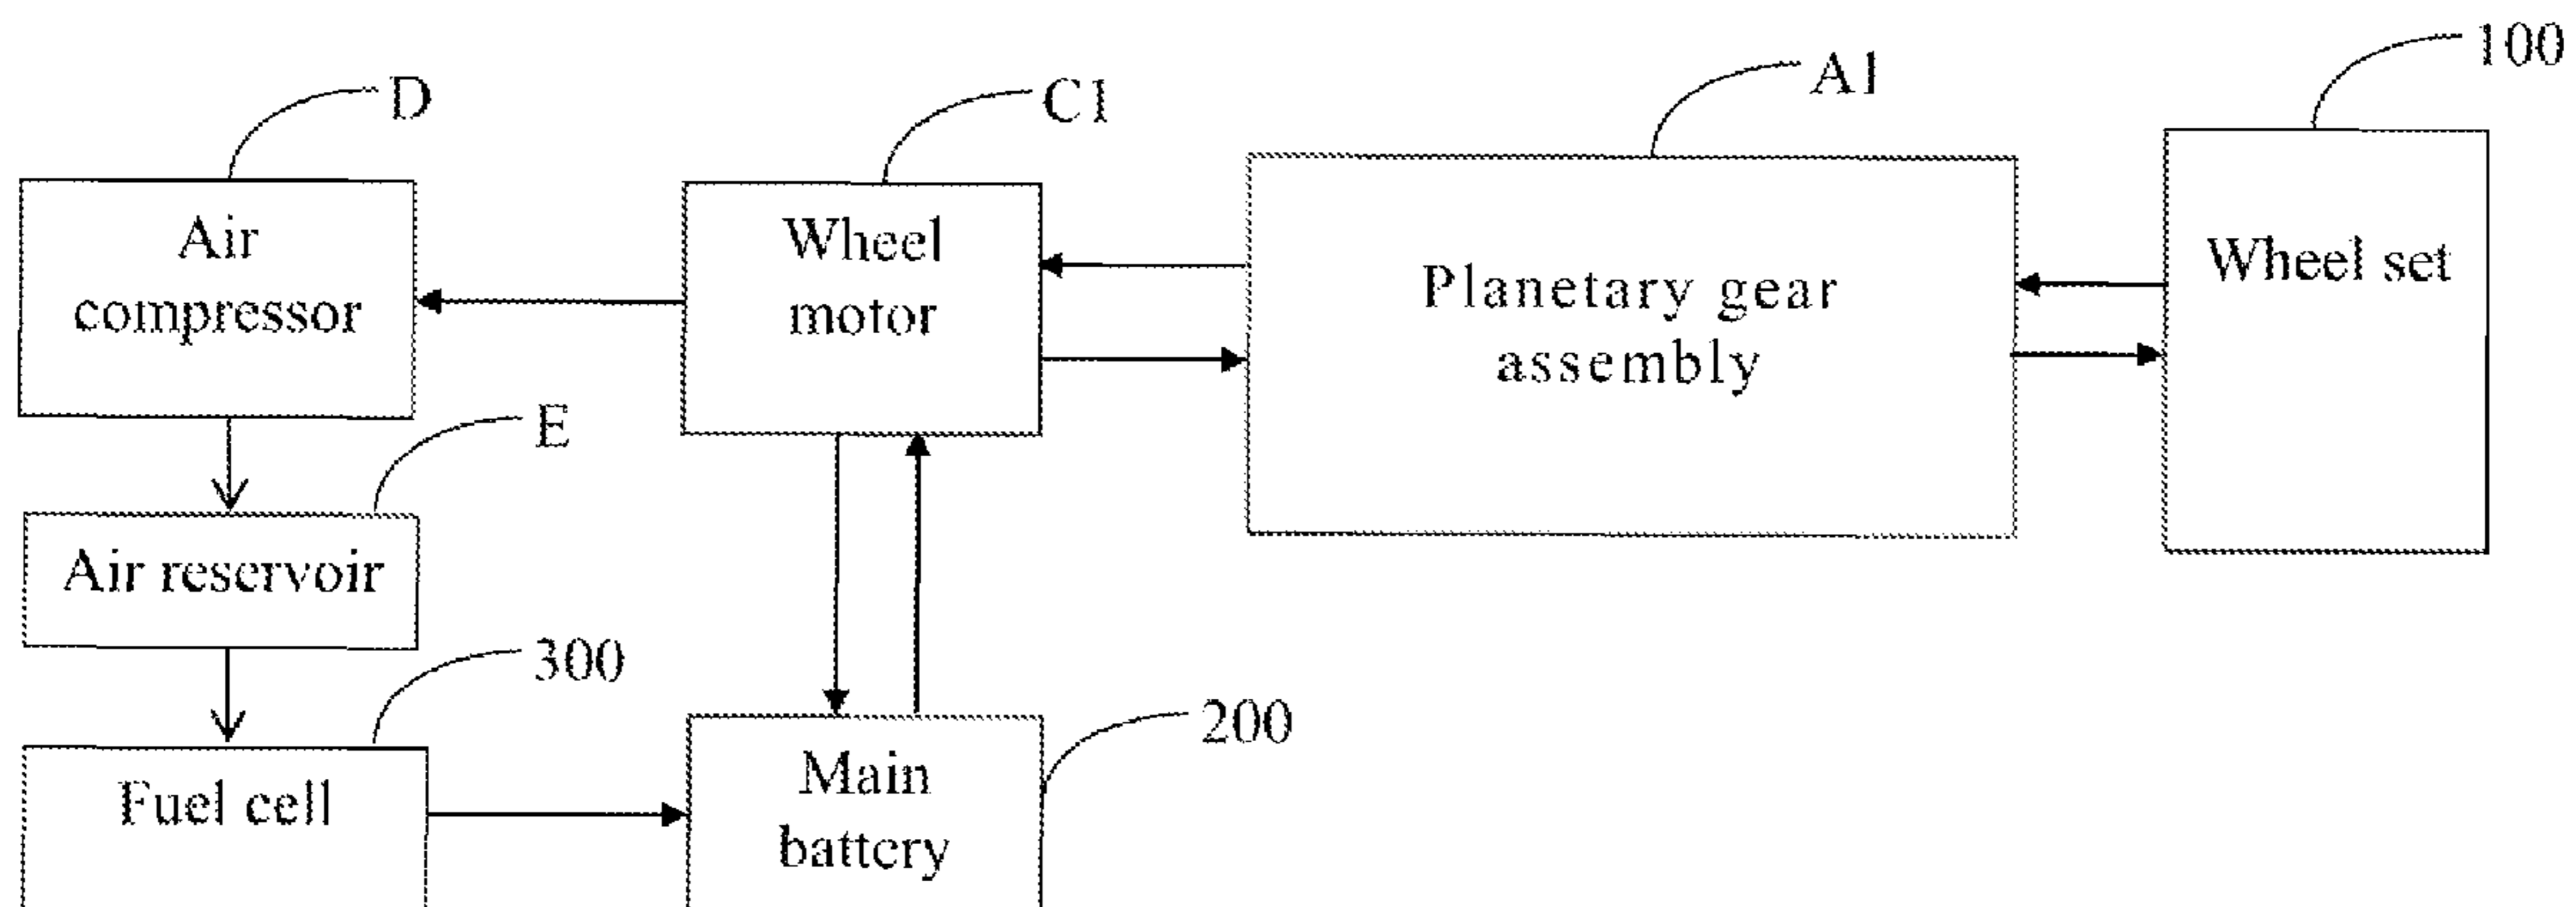 100
A1
D
C1
Air
compressor
Wheel
motor
Planetary gear
assembly
Wheel set
E
Air reservoir
300
200
Fuel cell
Main
battery